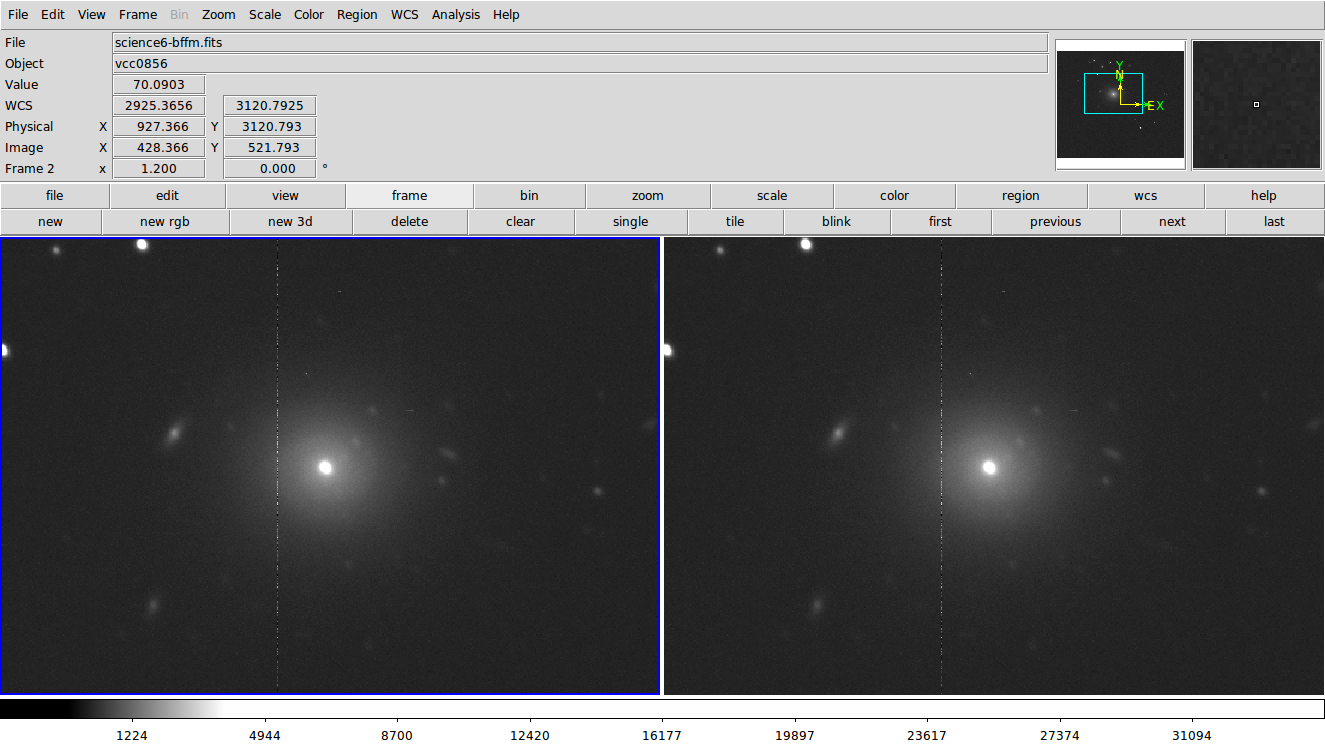 File Edit View Frame Bin Zoom Scale Color Region WCS Analysis Help
File science6-bffm.fits
Object vcc0856
Value 70.0903
WCS 2925.3656 3120.7925
Physical X 927.366 Y 3120.793
Image X 428.366 Y 521.793
Frame 2 x 1.200 0.000 °
Y
N
E X
file edit view frame bin zoom scale color region wcs help
new new rgb new 3d delete clear single tile blink first previous next last
1224 4944 8700 12420 16177 19897 23617 27374 31094